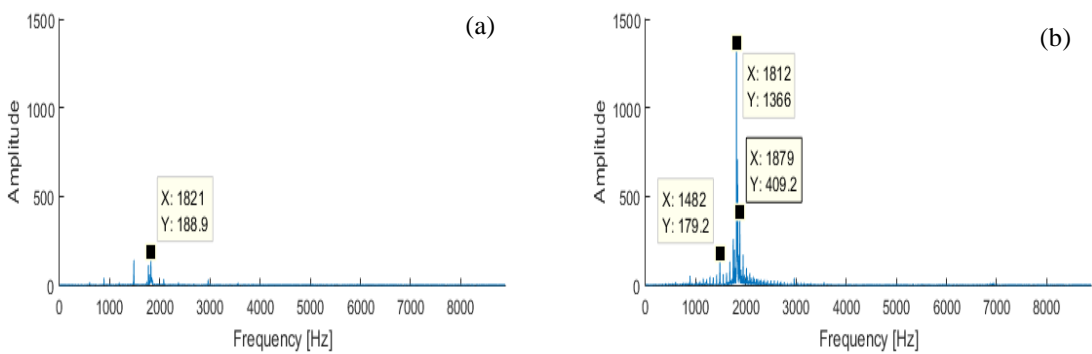 (a)
Amplitude
1500
1000
500
0
X: 1821
Y: 188.9
0 1000 2000 3000 4000 5000 6000 7000 8000
Frequency [Hz]
(b)
Amplitude
1500
1000
500
0
X: 1812
Y: 1366
X: 1879
Y: 409.2
X: 1482
Y: 179.2
0 1000 2000 3000 4000 5000 6000 7000 8000
Frequency [Hz]